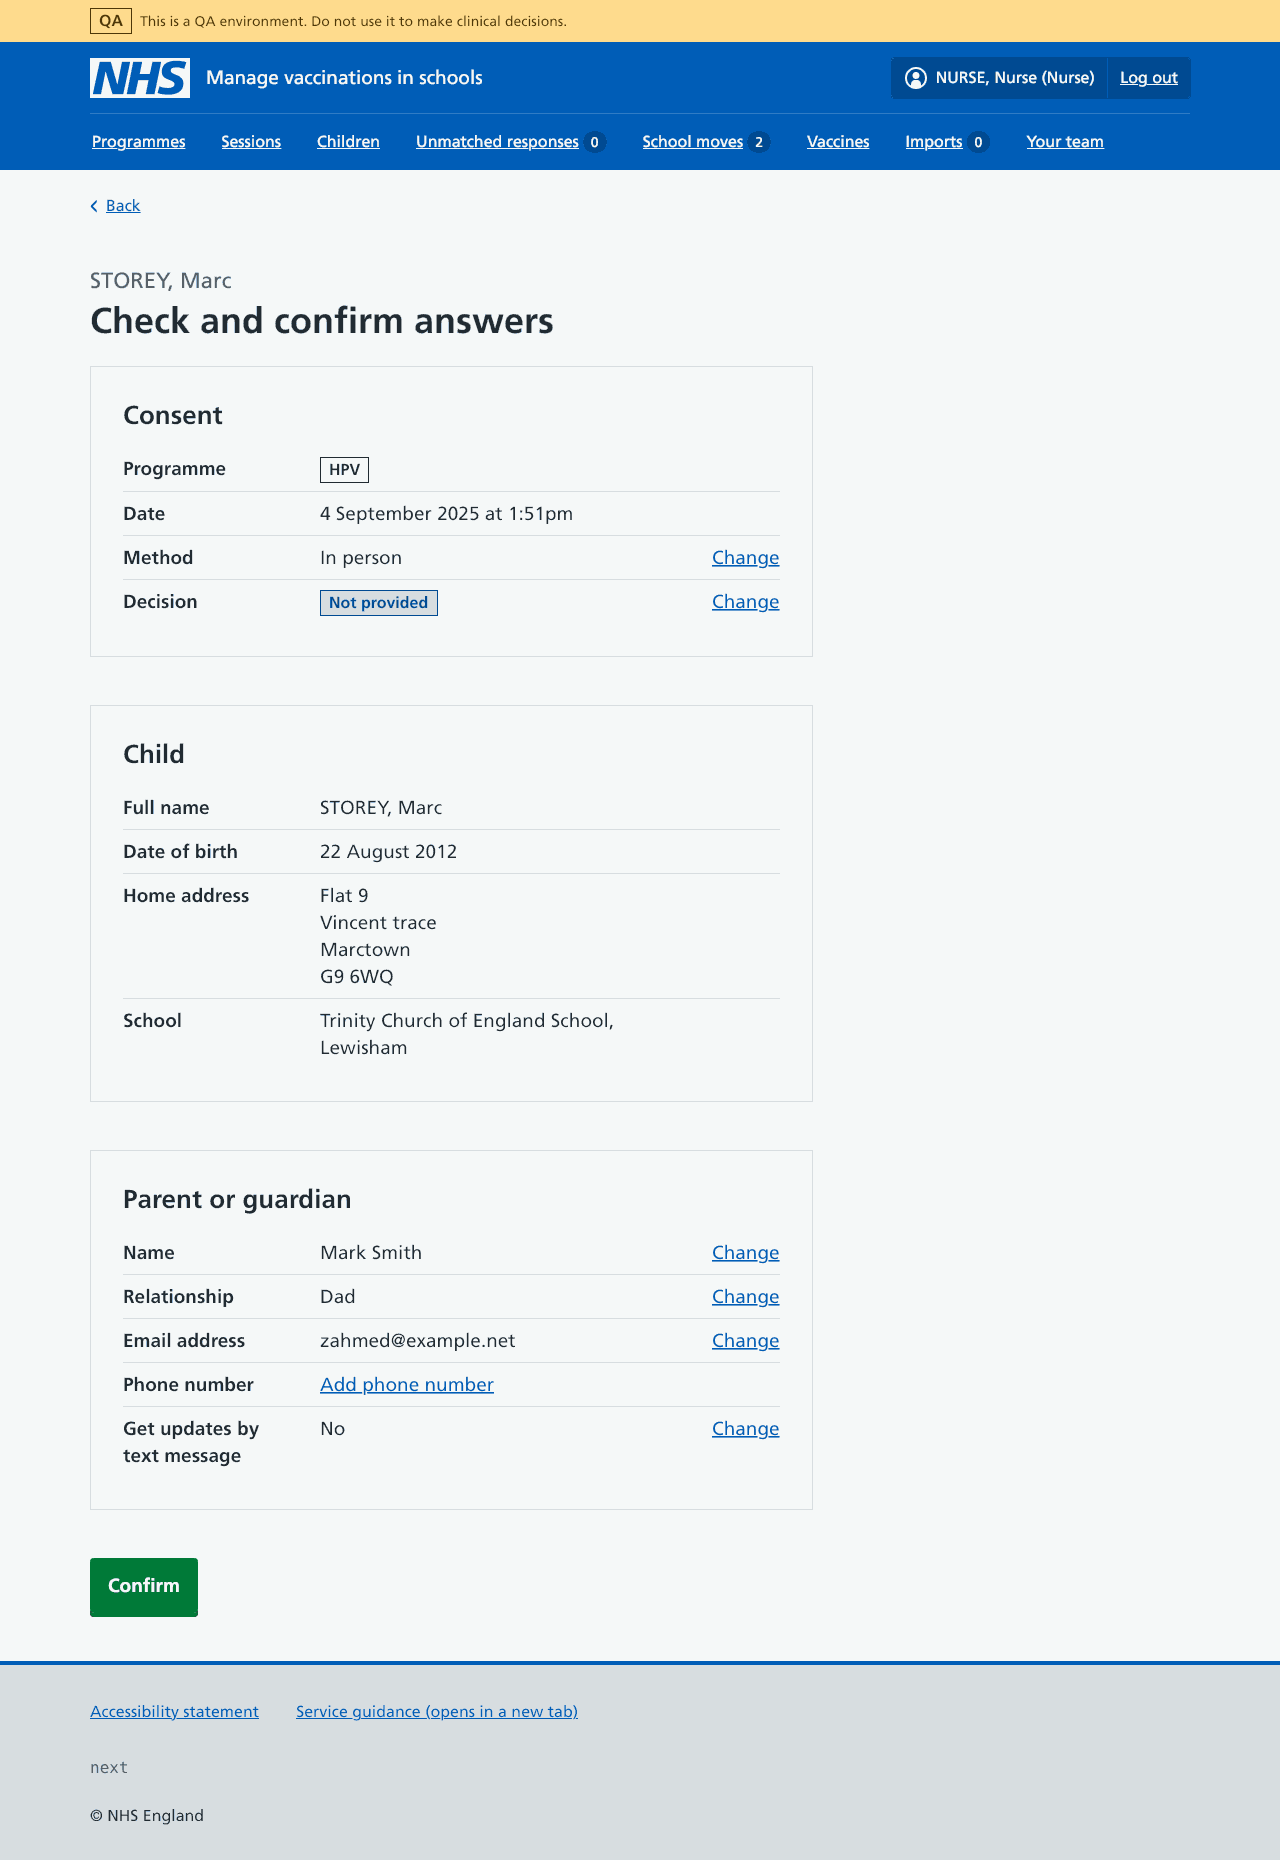 QA This is a QA environment. Do not use it to make clinical decisions.
NHS Manage vaccinations in schools NURSE, Nurse (Nurse) Log out
Programmes Sessions Children Unmatched responses 0 School moves 2 Vaccines Imports 0 Your team
Back
STOREY, Marc
Check and confirm answers
Consent
Programme HPV
Date 4 September 2025 at 1:51pm
Method In person Change
Decision Not provided Change
Child
Full name STOREY, Marc
Date of birth 22 August 2012
Home address Flat 9
Vincent trace
Marctown
G9 6WQ
School Trinity Church of England School,
Lewisham
Parent or guardian
Name Mark Smith Change
Relationship Dad Change
Email address zahmed@example.net Change
Phone number Add phone number
Get updates by No Change
text message
Confirm
Accessibility statement Service guidance (opens in a new tab)
next
© NHS England